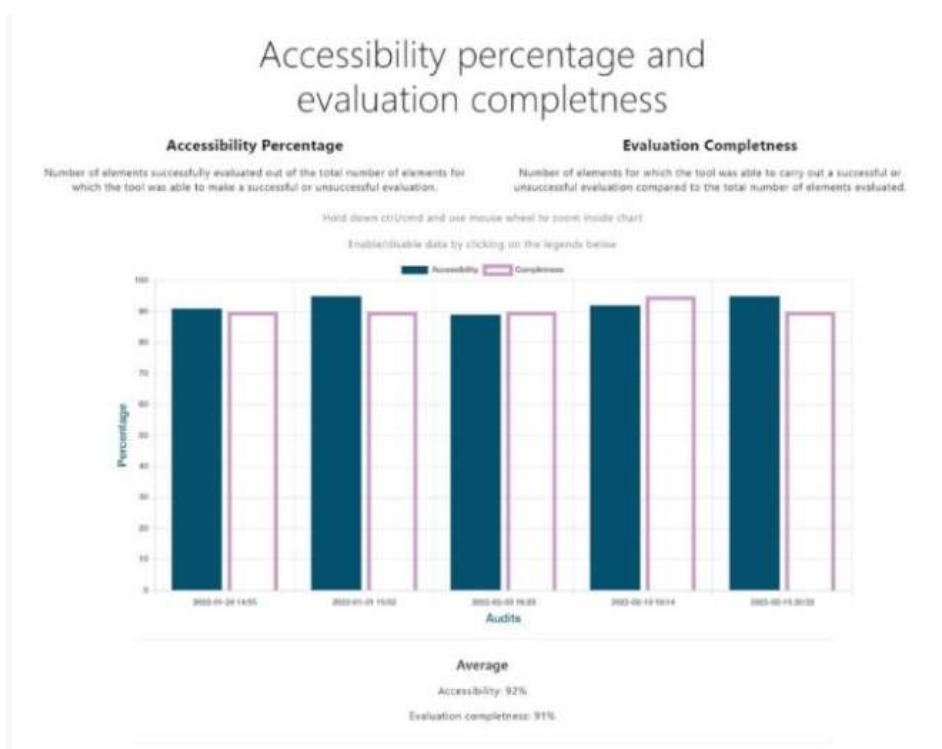 Accessibility percentage and
evaluation completness
Accessibility Percentage
Number of elements successfully evaluated out of the total number of elements for
which the tool was able to make a successful or unsuccessful evaluation.
Evaluation Completness
Number of elements for which the tool was able to carry out a successful or
unsuccessful evaluation compared to the total number of elements evaluated.
Hold down ctrl/cmd and use mouse wheel to zoom inside chart
Enable/disable data by clicking on the legends below
Accessibility Completness
100
90
80
70
60
50
40
30
20
10
0
Percentage
2022-01-24 14:55
Audits
Average
Accessibility: 92%
Evaluation completness: 91%